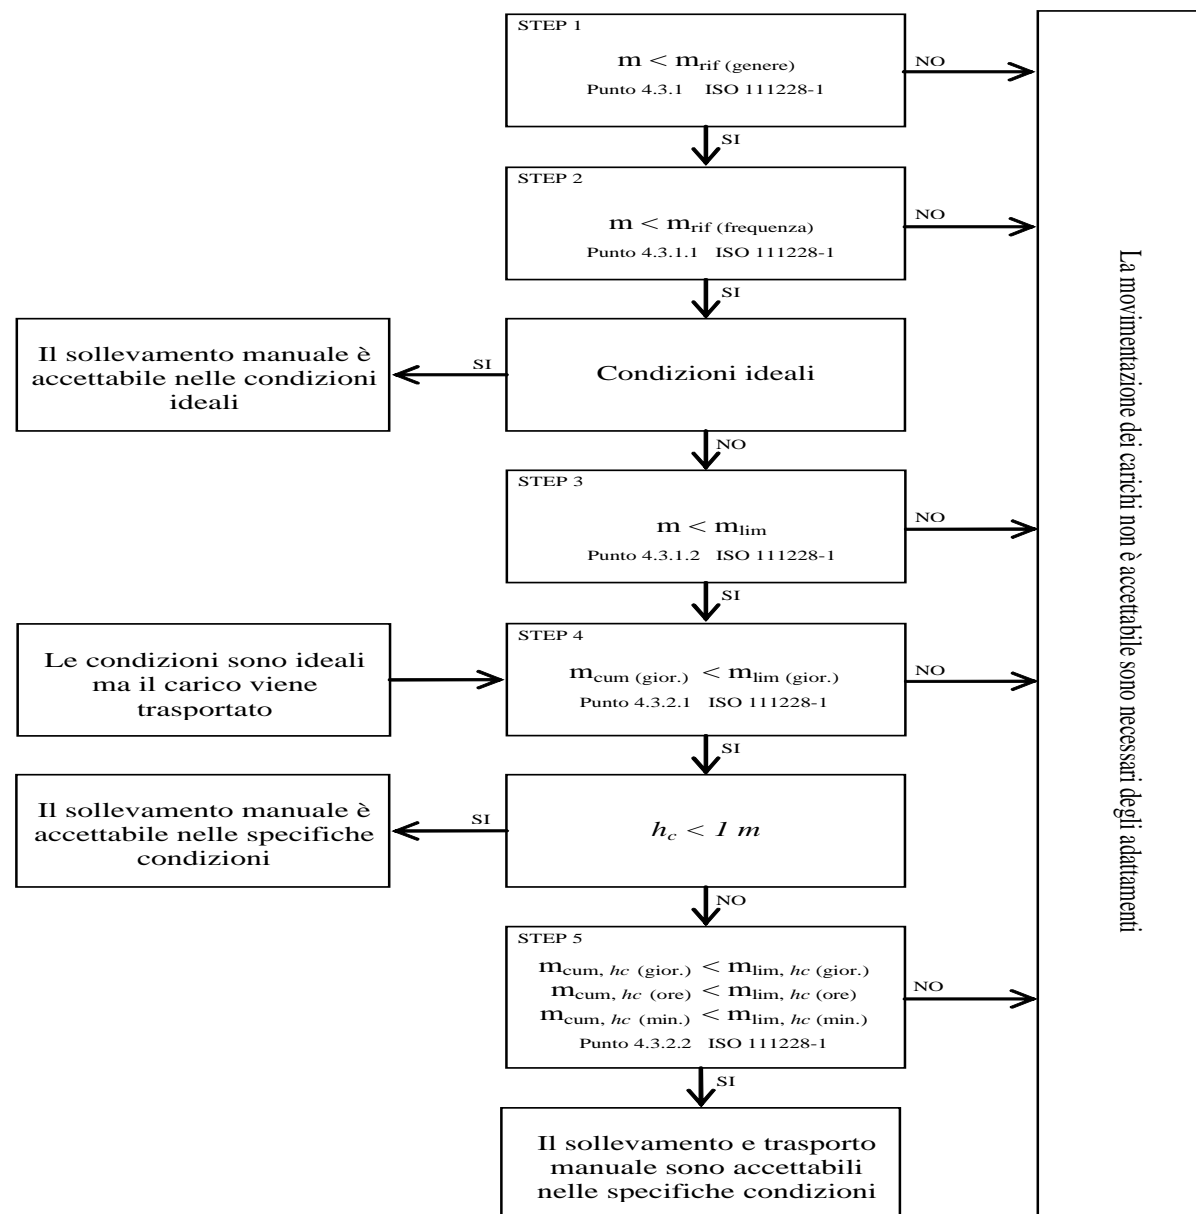 STEP 1
m < mrif (genere)
Punto 4.3.1 ISO 111228-1
NO
SI
STEP 2
m < mrif (frequenza)
Punto 4.3.1.1 ISO 111228-1
NO
SI
Il sollevamento manuale è
accettabile nelle condizioni
ideali
SI
Condizioni ideali
NO
STEP 3
m < mlim
Punto 4.3.1.2 ISO 111228-1
NO
SI
Le condizioni sono ideali
ma il carico viene
trasportato
STEP 4
mcum (gior.) < mlim (gior.)
Punto 4.3.2.1 ISO 111228-1
NO
SI
Il sollevamento manuale è
accettabile nelle specifiche
condizioni
SI
hc < 1 m
NO
STEP 5
mcum, hc (gior.) < mlim, hc (gior.)
mcum, hc (ore) < mlim, hc (ore)
mcum, hc (min.) < mlim, hc (min.)
Punto 4.3.2.2 ISO 111228-1
NO
SI
Il sollevamento e trasporto
manuale sono accettabili
nelle specifiche condizioni
La movimentazione dei carichi non è accettabile sono necessari degli adattamenti